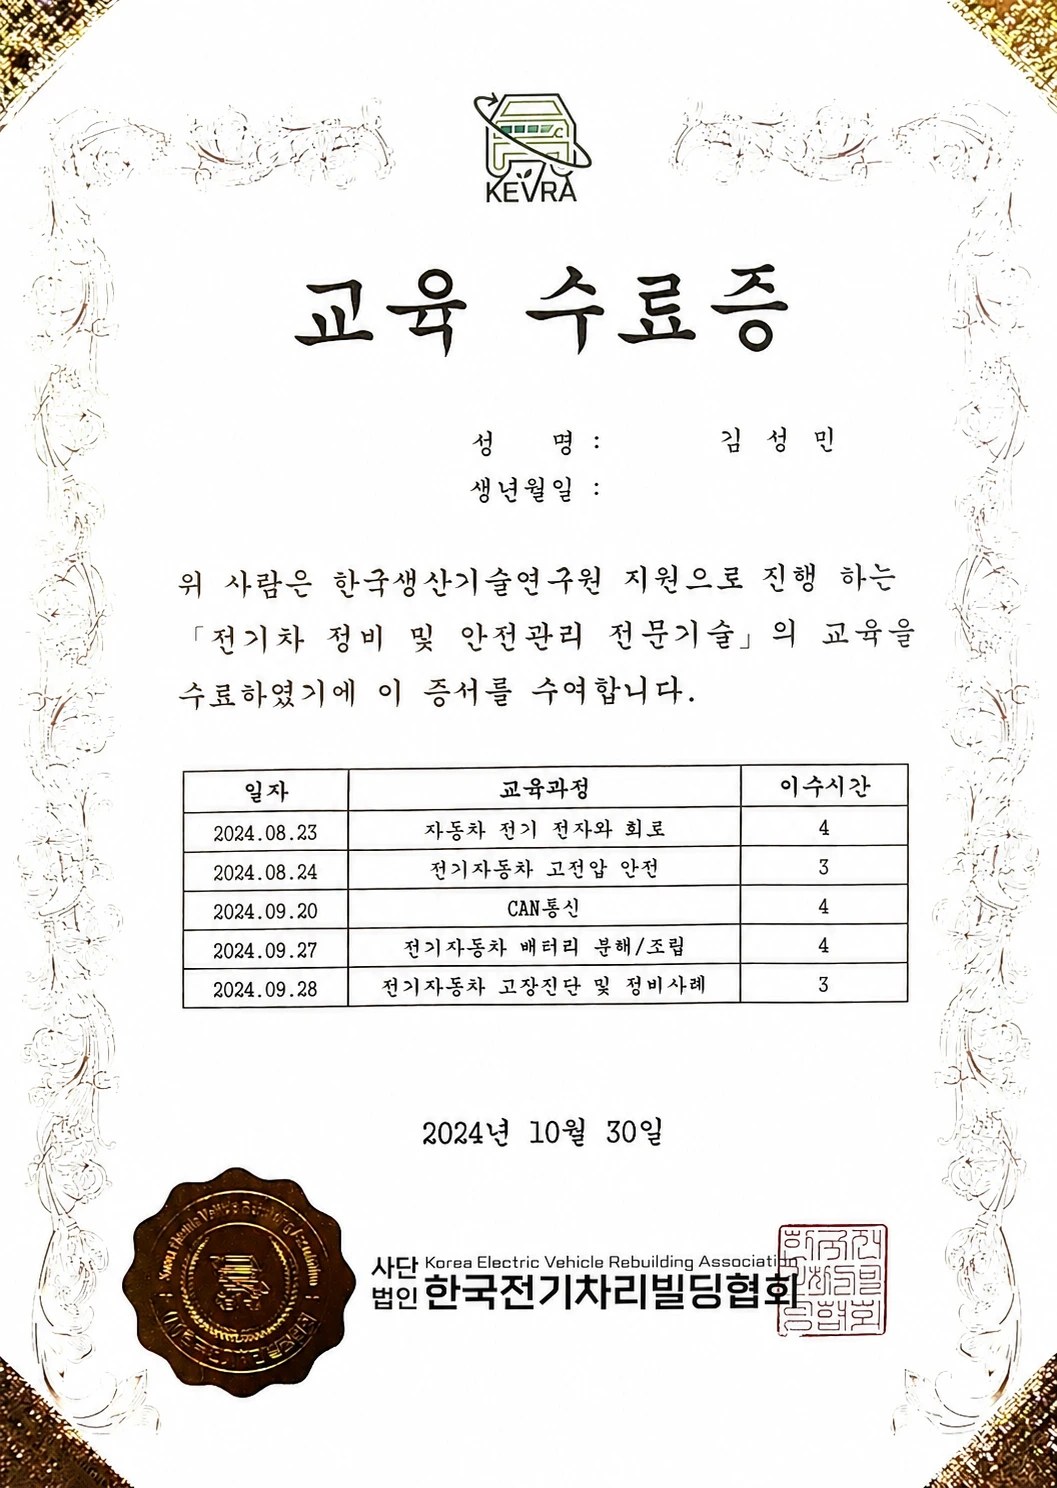 KEVRA
교육 수료증
성 명 : 김 성 민
생년월일 :
위 사람은 한국생산기술연구원 지원으로 진행 하는
「전기차 정비 및 안전관리 전문기술」의 교육을
수료하였기에 이 증서를 수여합니다.
일자 교육과정 이수시간
2024.08.23 자동차 전기 전자와 회로 4
2024.08.24 전기자동차 고전압 안전 3
2024.09.20 CAN통신 4
2024.09.27 전기자동차 배터리 분해/조립 4
2024.09.28 전기자동차 고장진단 및 정비사례 3
2024년 10월 30일
사단 Korea Electric Vehicle Rebuilding Association
법인 한국전기차리빌딩협회